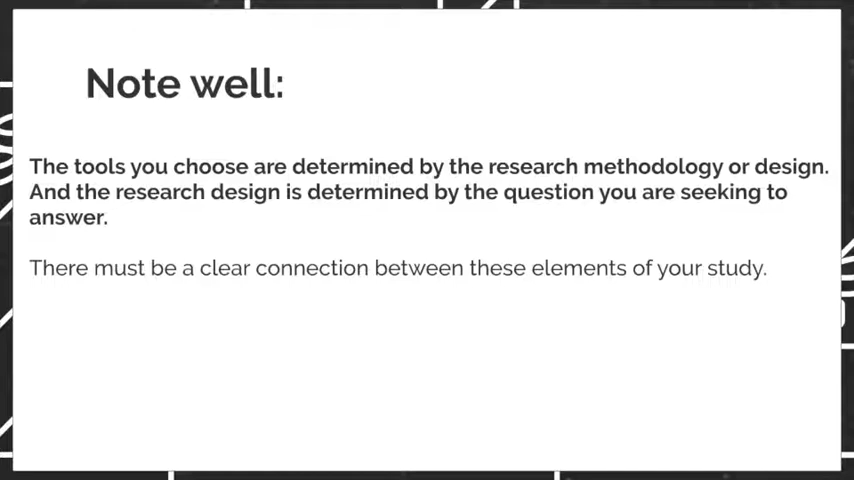 Note well:
The tools you choose are determined by the research methodology or design.
And the research design is determined by the question you are seeking to
answer.
There must be a clear connection between these elements of your study.